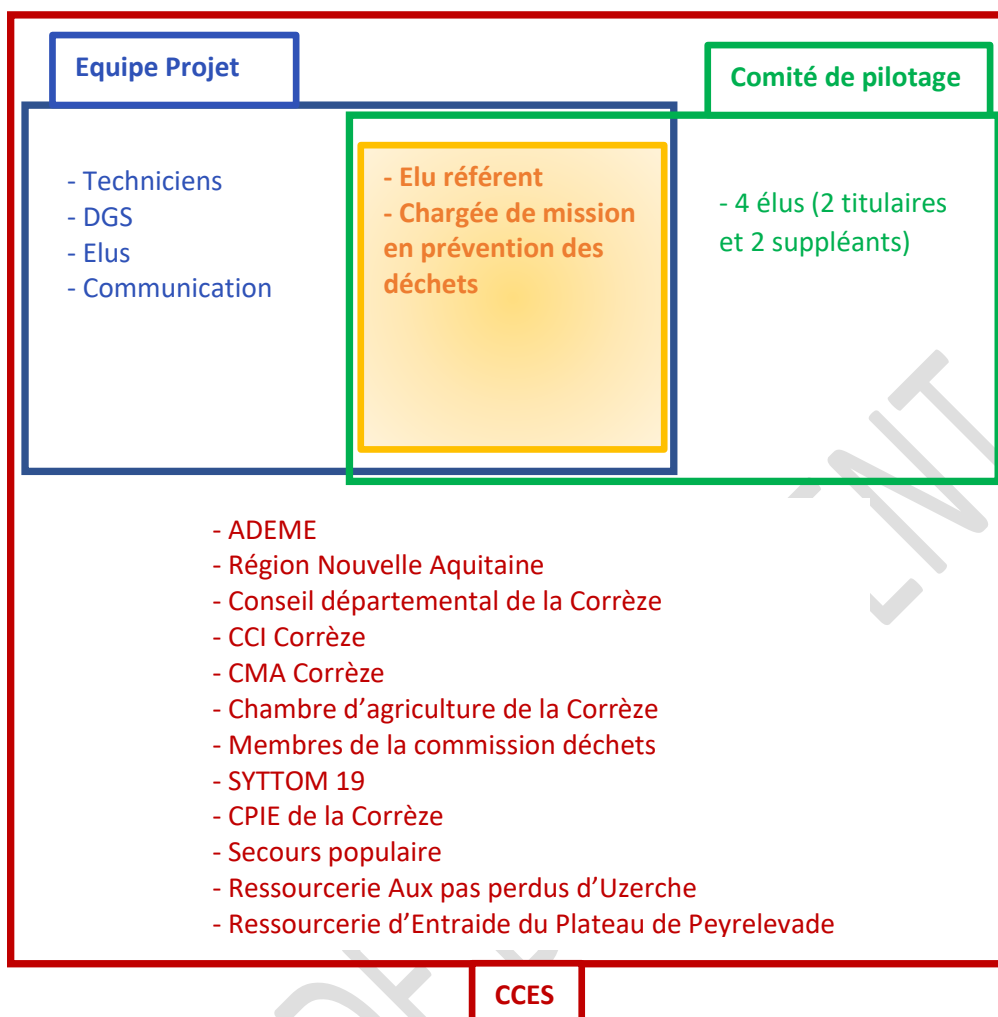 Equipe Projet
Comité de pilotage
- Techniciens
- DGS
- Elus
- Communication
- Elu référent
- Chargée de mission
en prévention des
déchets
- 4 élus (2 titulaires
et 2 suppléants)
- ADEME
- Région Nouvelle Aquitaine
- Conseil départemental de la Corrèze
- CCI Corrèze
- CMA Corrèze
- Chambre d’agriculture de la Corrèze
- Membres de la commission déchets
- SYTTOM 19
- CPIE de la Corrèze
- Secours populaire
- Ressourcerie Aux pas perdus d’Uzerche
- Ressourcerie d’Entraide du Plateau de Peyrelevade
CCES